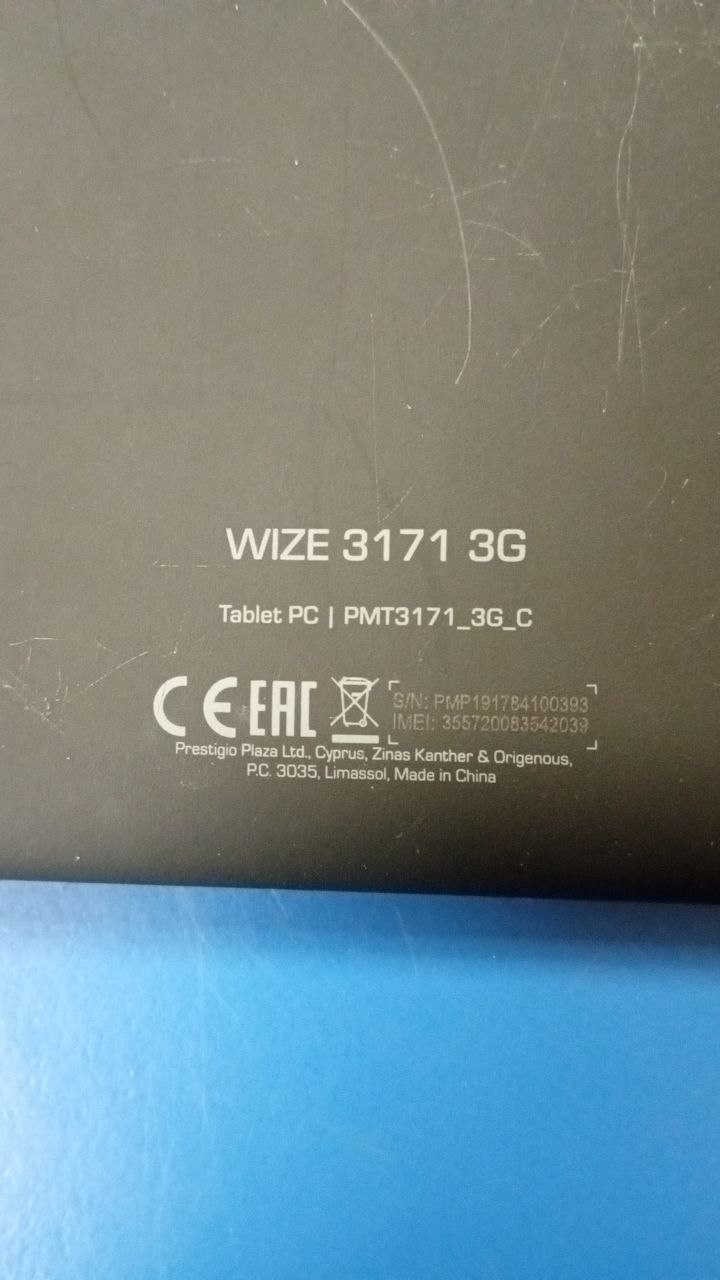 WIZE 3171 3G
Tablet PC | PMT3171_3G_C
CE EAC
S/N: PMP191784100393
IMEI: 355720083542039
Prestigio Plaza Ltd., Cyprus, Zinas Kanther & Origenous,
P.C. 3035, Limassol, Made in China